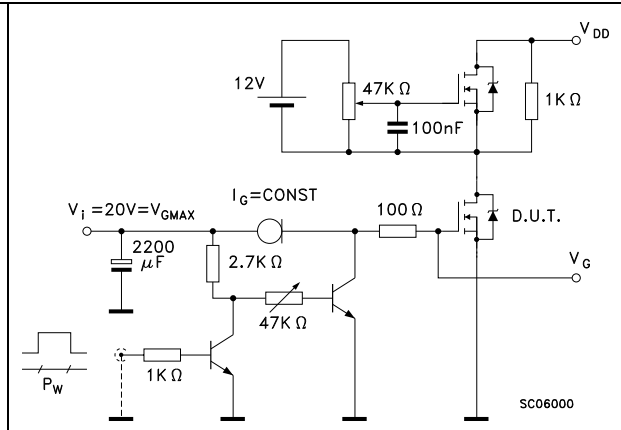 V DD
12V
47K Ω
1K Ω
100nF
I G =CONST
V i =20V=V GMAX
100 Ω
D.U.T.
2200
μF
2.7K Ω
V G
47K Ω
1K Ω
P W
SC06000